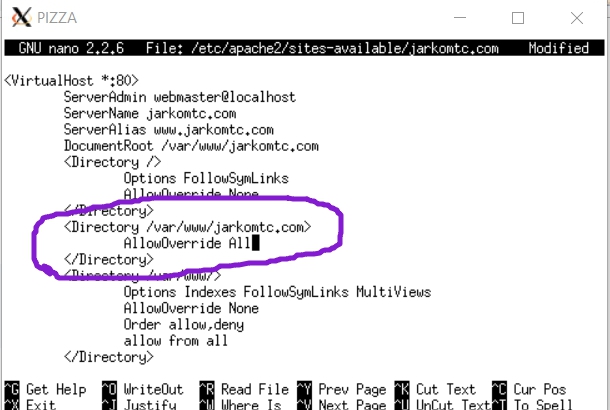 PIZZA
GNU nano 2.2.6 File: /etc/apache2/sites-available/jarkomtc.com Modified
<VirtualHost *:80>
ServerAdmin webmaster@localhost
ServerName jarkomtc.com
ServerAlias www.jarkomtc.com
DocumentRoot /var/www/jarkomtc.com
<Directory />
Options FollowSymLinks
AllowOverride None
</Directory>
<Directory /var/www/jarkomtc.com>
AllowOverride All
</Directory>
<Directory /var/www/>
Options Indexes FollowSymLinks MultiViews
AllowOverride None
Order allow,deny
allow from all
</Directory>
^G Get Help ^O WriteOut ^R Read File ^Y Prev Page ^K Cut Text ^C Cur Pos
^X Exit ^J Justify ^W Where Is ^V Next Page ^U UnCut Text ^T To Spell